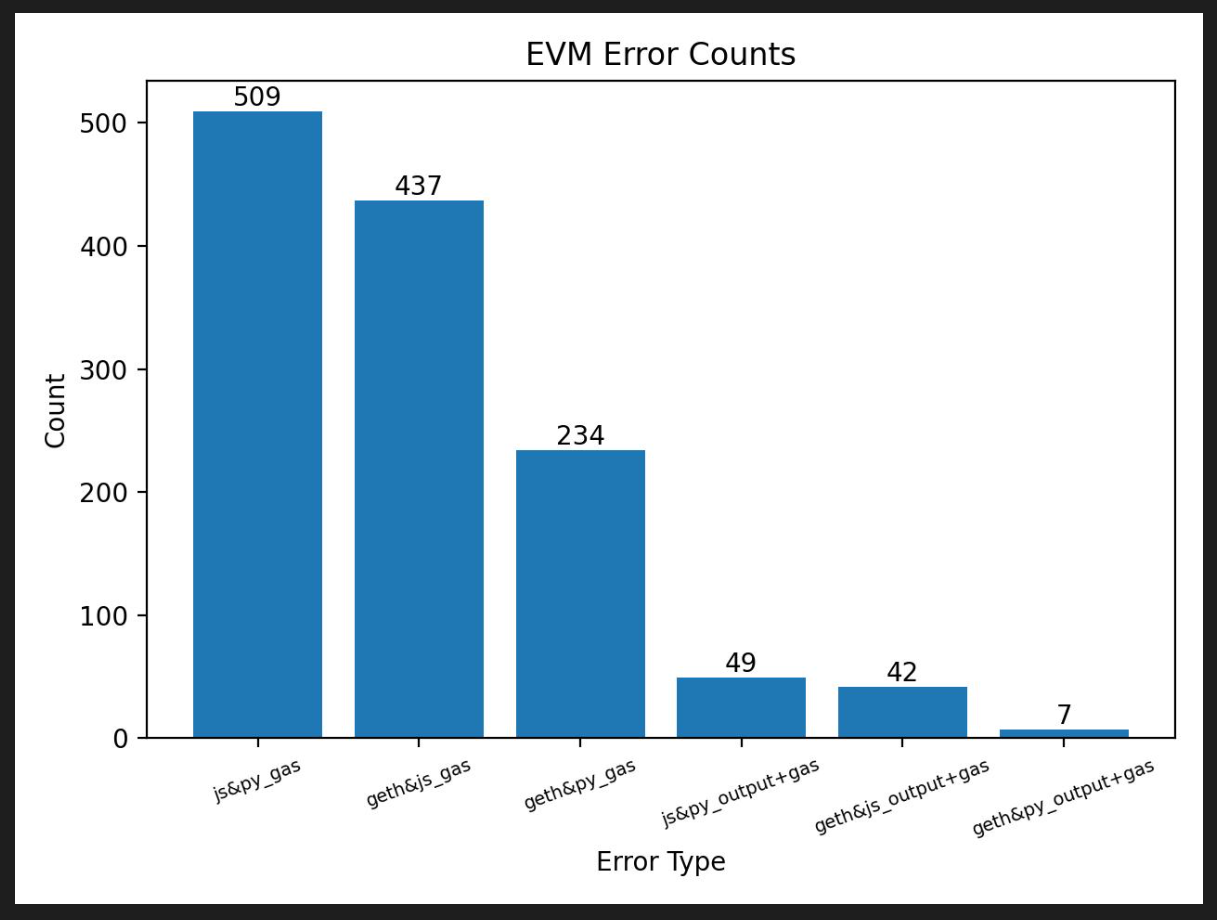 EVM Error Counts
509
500
437
400
300
234
200
100
49
42
7
0
Count
js&py_gas
geth&js_gas
geth&py_gas
js&py_output+gas
geth&js_output+gas
geth&py_output+gas
Error Type